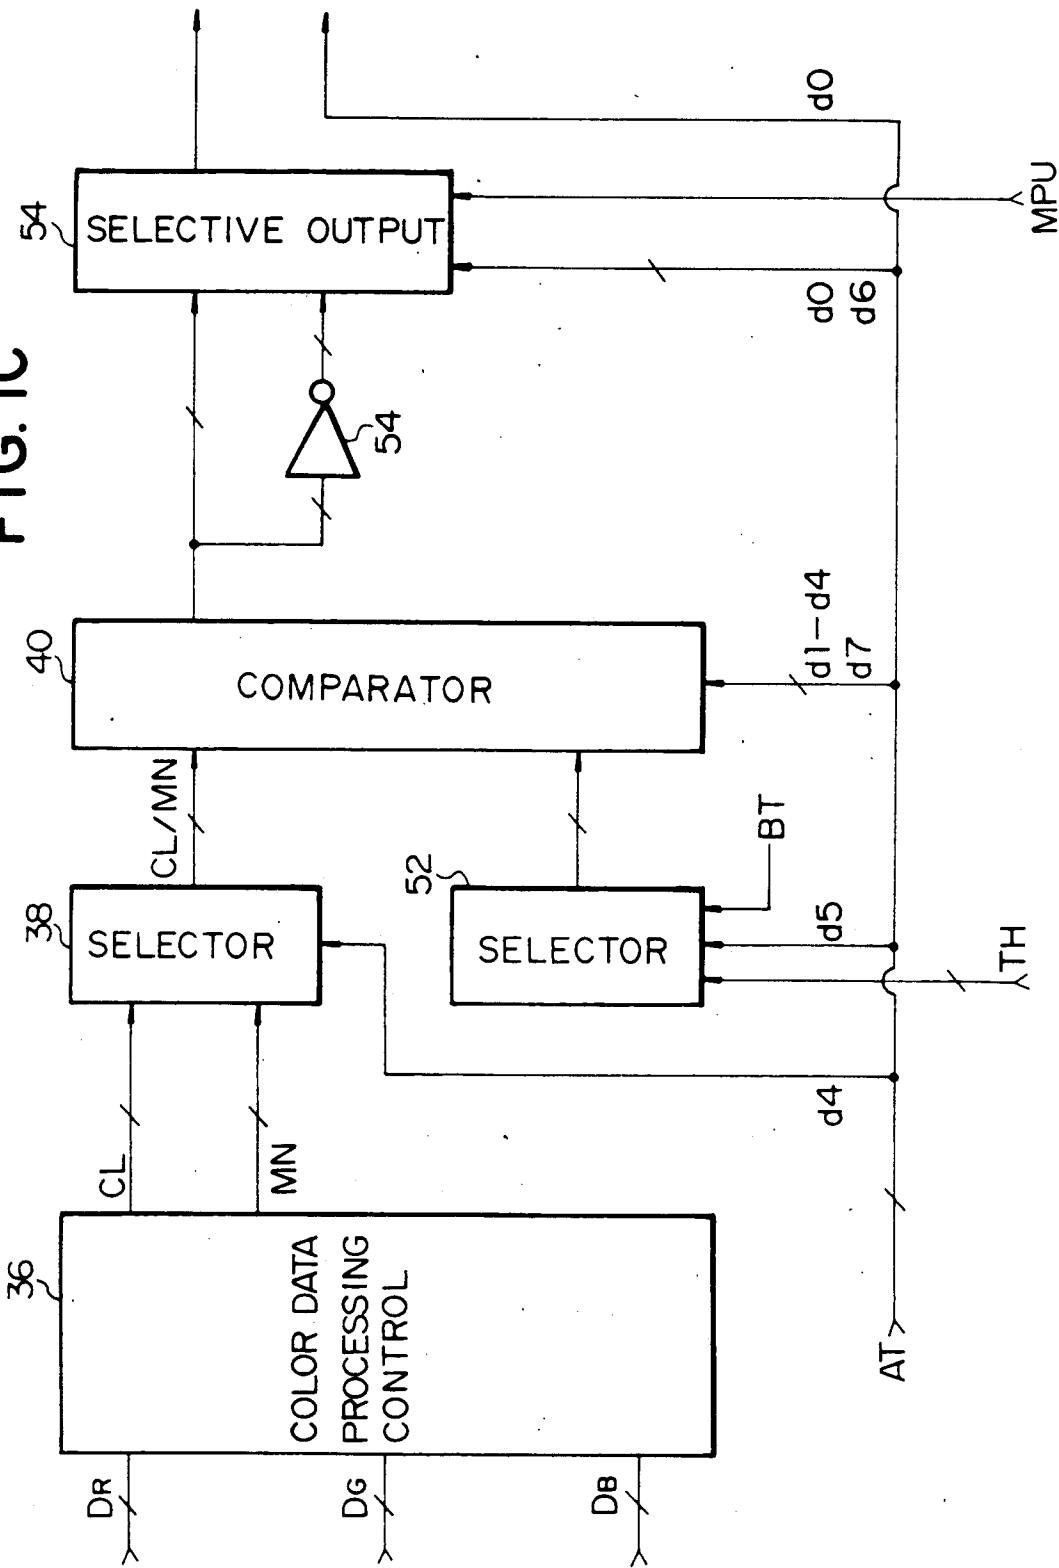 FIG. 1C
36
COLOR DATA
PROCESSING
CONTROL
DR
DG
DB
CL
MN
38
SELECTOR
CL/MN
52
SELECTOR
BT
40
COMPARATOR
54
54
SELECTIVE OUTPUT
AT
d4
d5
TH
d1-d4
d7
d0
d6
MPU
d0